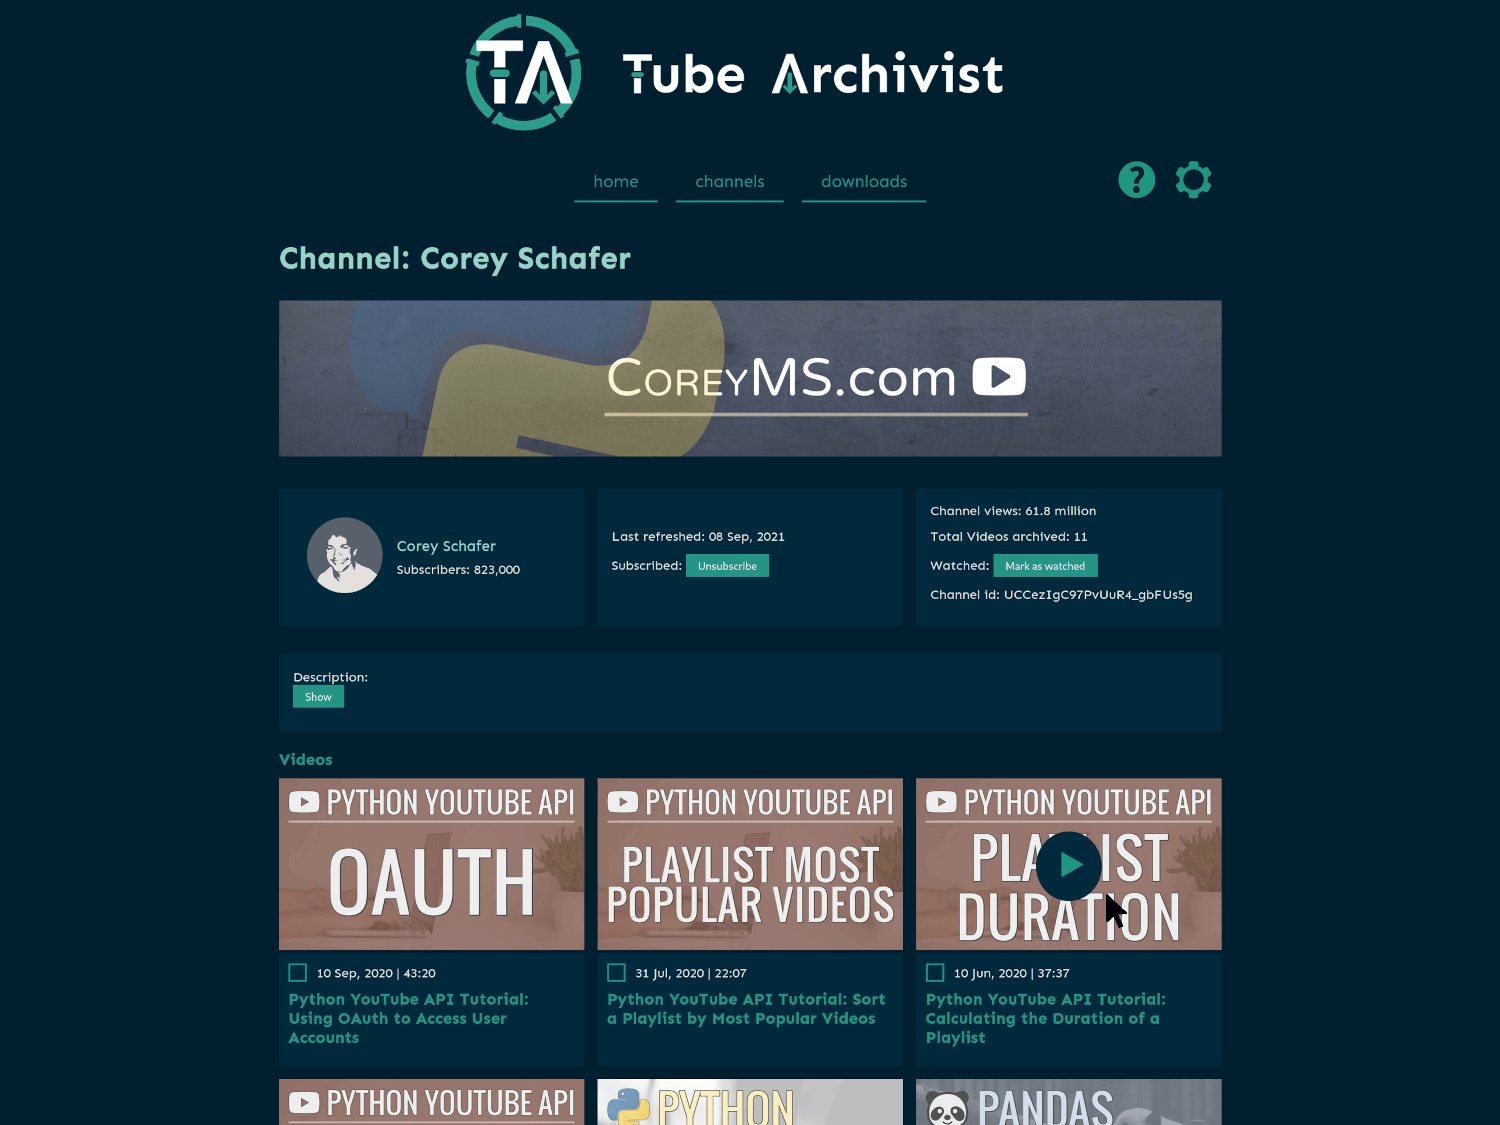 TA Tube Archivist
home channels downloads
Channel: Corey Schafer
CoreyMS.com
Corey Schafer
Subscribers: 823,000
Last refreshed: 08 Sep, 2021
Subscribed: Unsubscribe
Channel views: 61.8 million
Total Videos archived: 11
Watched: Mark as watched
Channel id: UCCezIgC97PvUuR4_gbFUs5g
Description:
Show
Videos
PYTHON YOUTUBE API
OAUTH
10 Sep, 2020 | 43:20
Python YouTube API Tutorial:
Using OAuth to Access User
Accounts
PYTHON YOUTUBE API
PLAYLIST MOST
POPULAR VIDEOS
31 Jul, 2020 | 22:07
Python YouTube API Tutorial: Sort
a Playlist by Most Popular Videos
PYTHON YOUTUBE API
PLAYLIST
DURATION
10 Jun, 2020 | 37:37
Python YouTube API Tutorial:
Calculating the Duration of a
Playlist
PYTHON YOUTUBE API
PYTHON
PANDAS